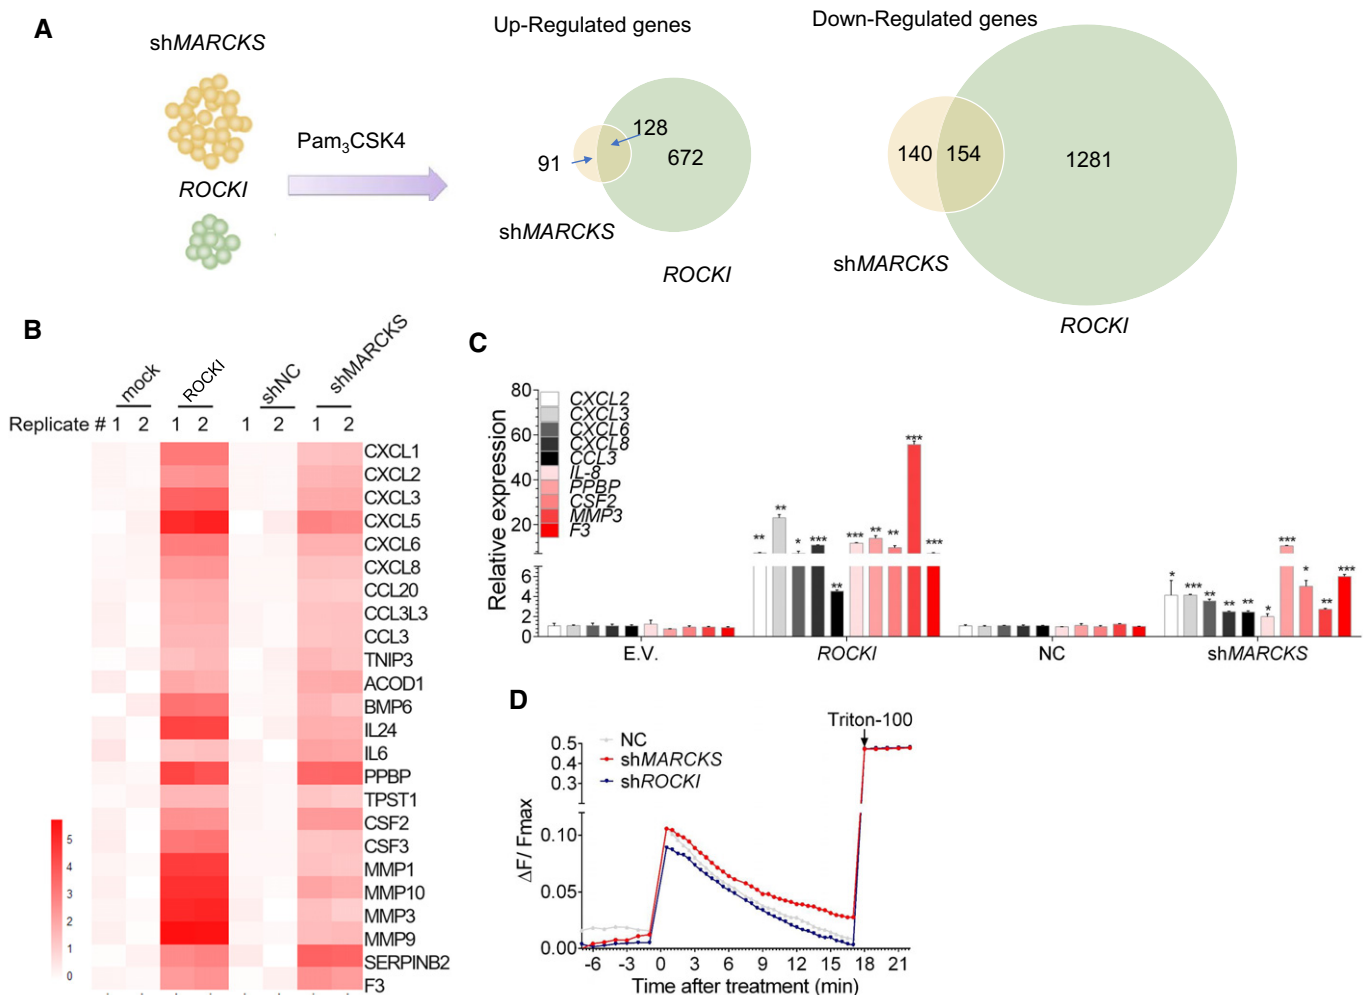 A
shMARCKS
ROCKI
Pam3CSK4
Up-Regulated genes
128
672
91
shMARCKS
ROCKI
Down-Regulated genes
140
154
1281
shMARCKS
ROCKI
B
mock
ROCKI
shNC
shMARCKS
Replicate # 1 2 1 2 1 2 1 2
CXCL1
CXCL2
CXCL3
CXCL5
CXCL6
CXCL8
CCL20
CCL3L3
CCL3
TNIP3
ACOD1
BMP6
IL24
IL6
PPBP
TPST1
CSF2
CSF3
MMP1
MMP10
MMP3
MMP9
SERPINB2
F3
5
4
3
2
1
0
C
Relative expression
80
60
40
20
6
4
2
0
CXCL2
CXCL3
CXCL6
CXCL8
CCL3
IL-8
PPBP
CSF2
MMP3
F3
** ** * *** ** *** ** ** *** ***
* *** ** ** ** * *** * ** ***
E.V. ROCKI NC shMARCKS
D
Triton-100
NC
shMARCKS
shROCKI
ΔF/ Fmax
0.5
0.4
0.3
0.10
0.05
0.00
-6 -3 0 3 6 9 12 15 18 21
Time after treatment (min)